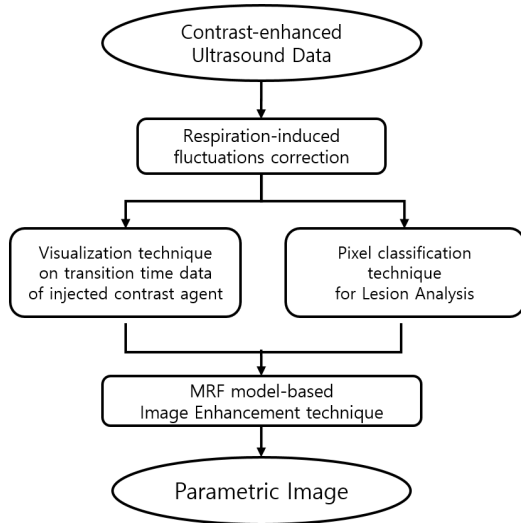 Contrast-enhanced
Ultrasound Data
Respiration-induced
fluctuations correction
Visualization technique
on transition time data
of injected contrast agent
Pixel classification
technique
for Lesion Analysis
MRF model-based
Image Enhancement technique
Parametric Image